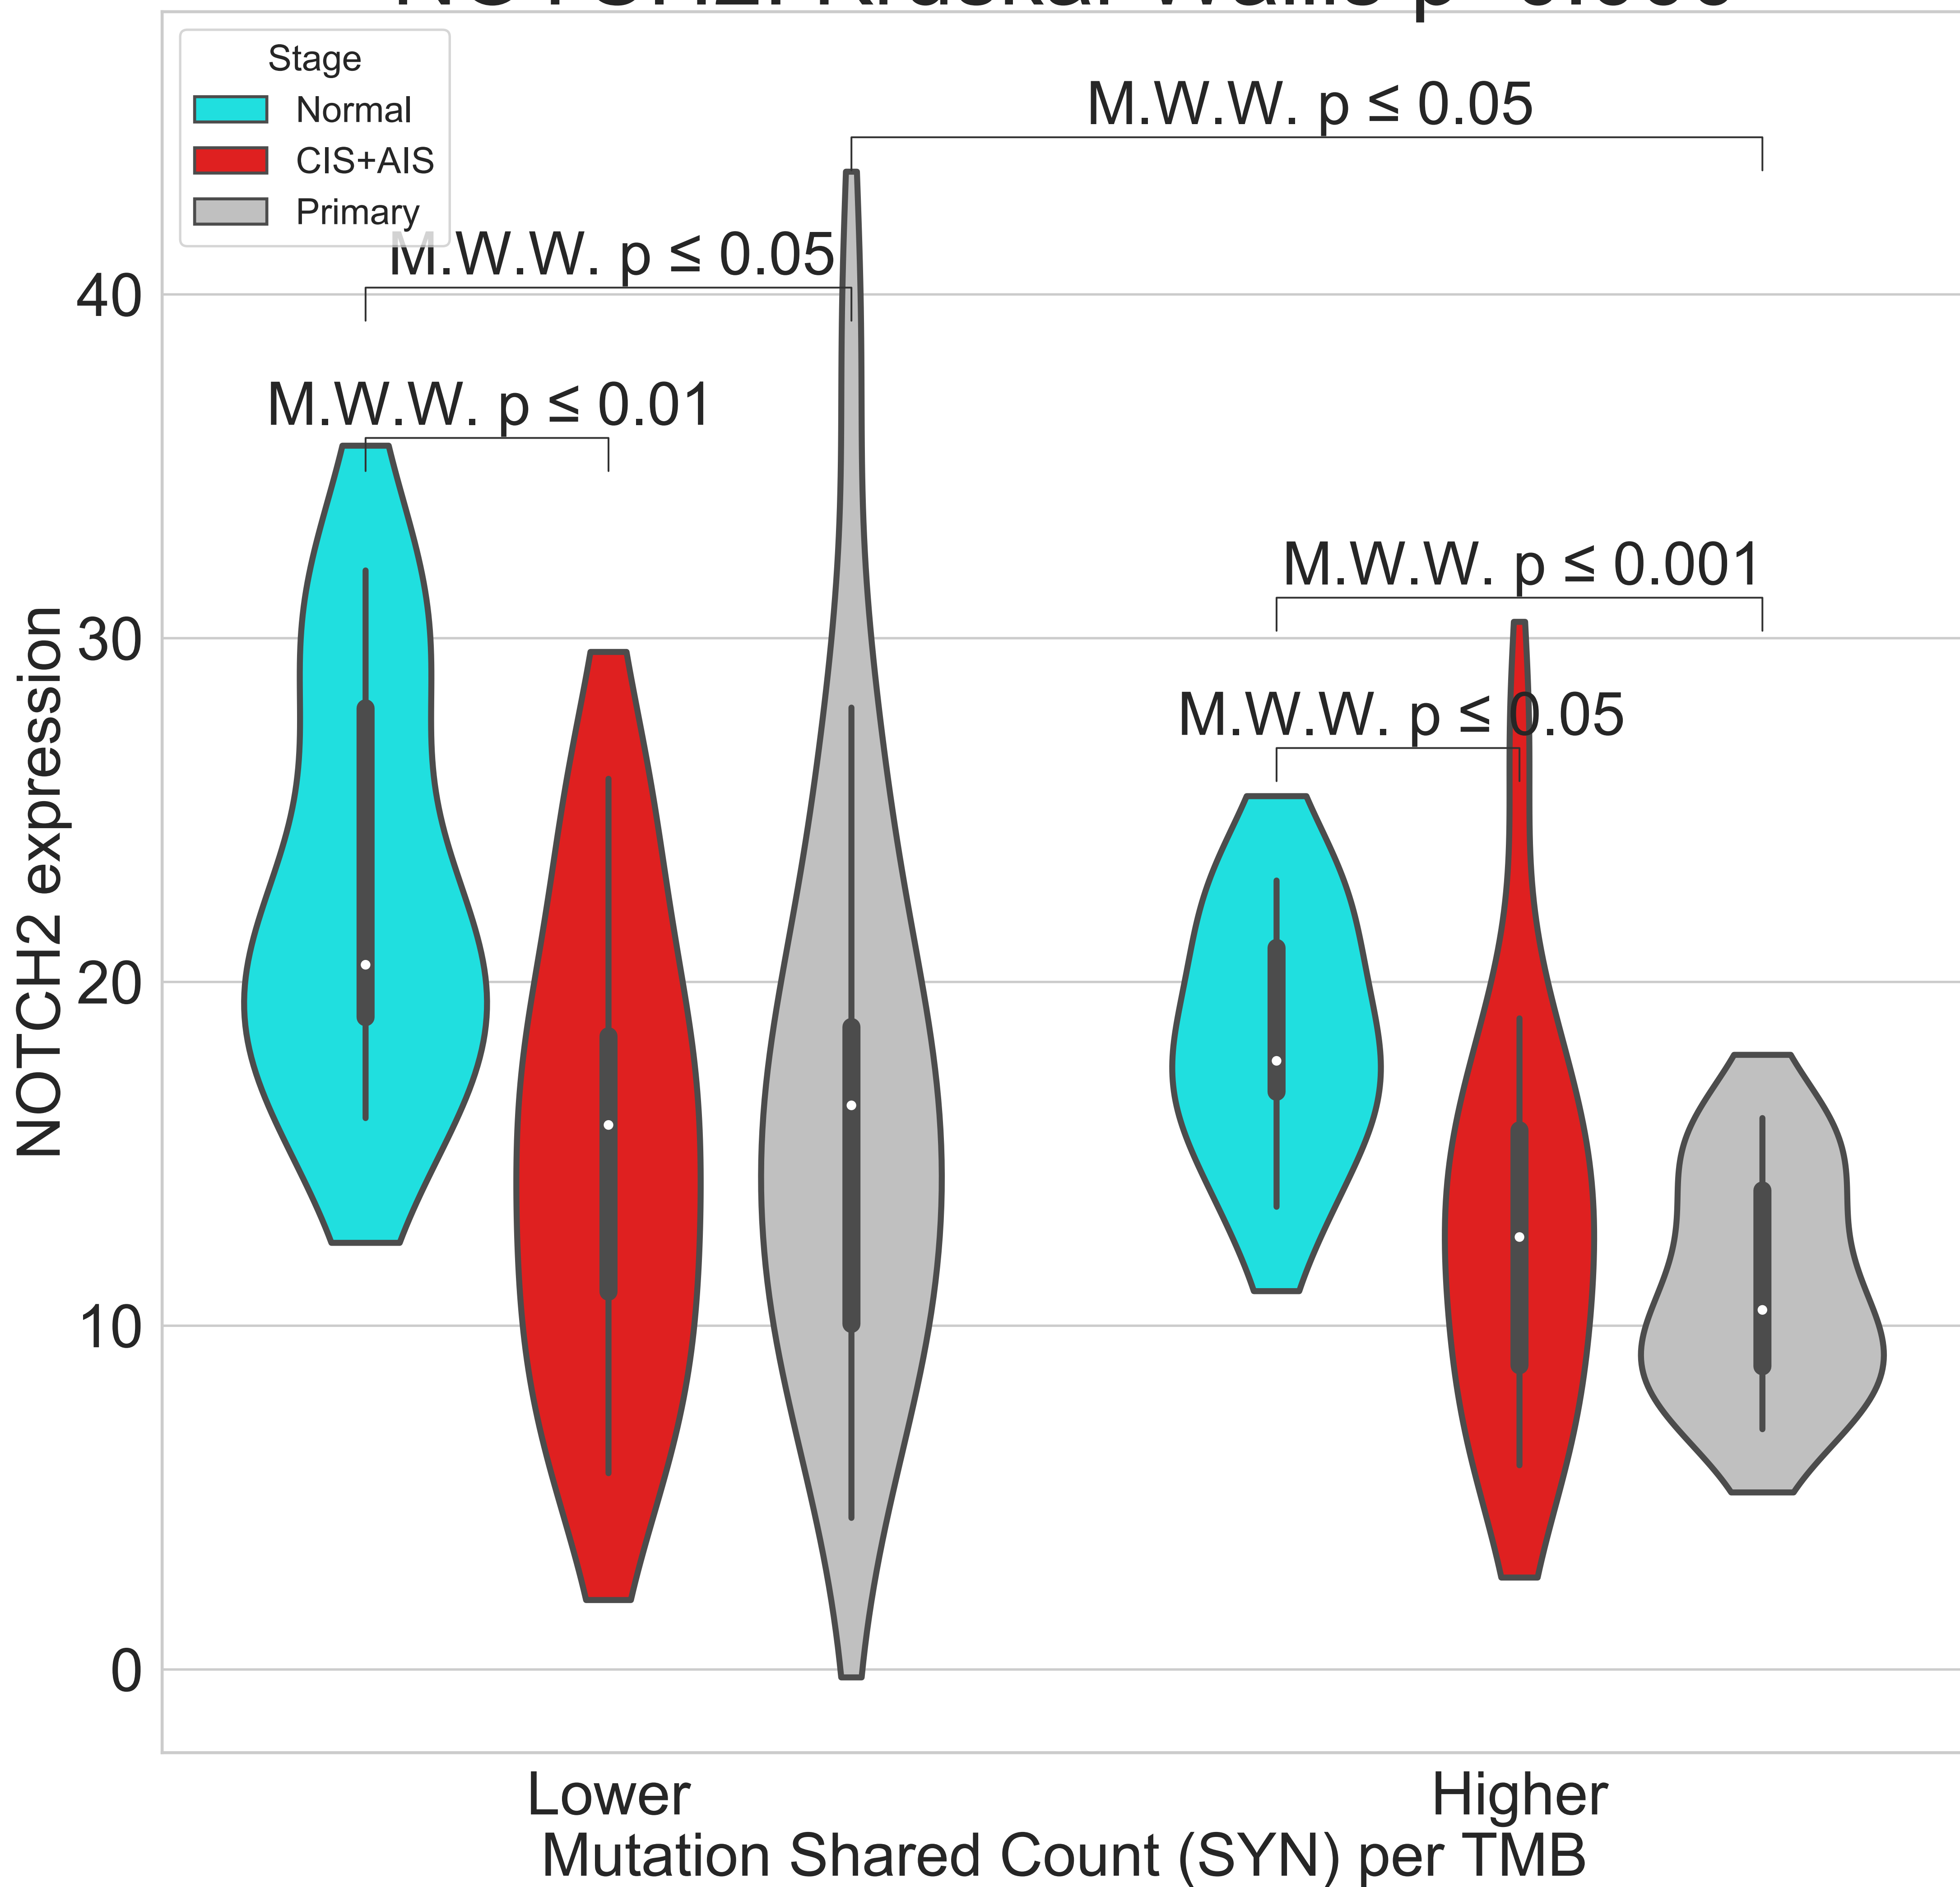 Stage
Normal
CIS+AIS
Primary
M.W.W. p ≤ 0.05
M.W.W. p ≤ 0.05
M.W.W. p ≤ 0.01
M.W.W. p ≤ 0.001
M.W.W. p ≤ 0.05
NOTCH2 expression
40
30
20
10
0
Lower
Higher
Mutation Shared Count (SYN) per TMB